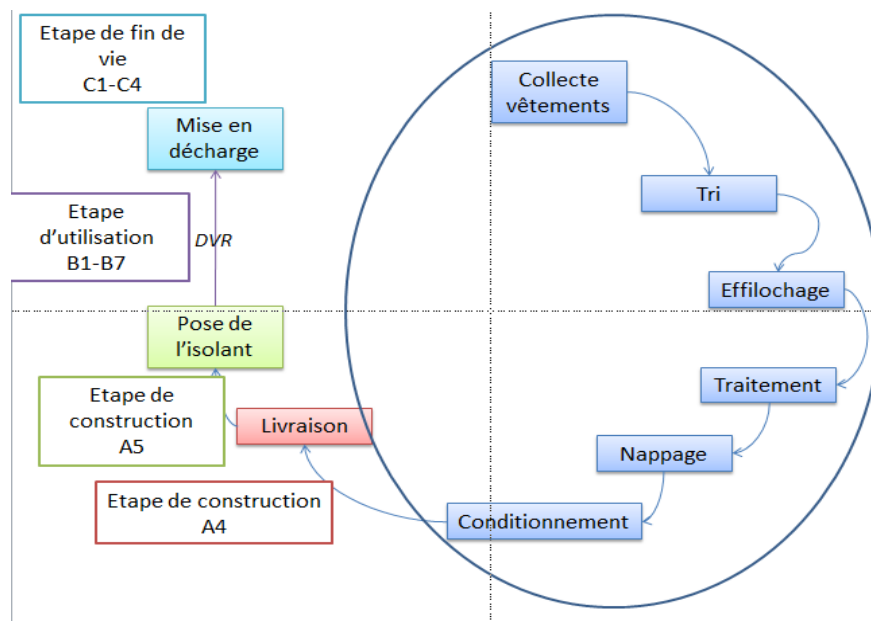 Etape de fin de
vie
C1-C4
Collecte
vêtements
Mise en
décharge
Tri
Etape
d'utilisation
B1-B7
DVR
Effilochage
Pose de
l'isolant
Traitement
Etape de
construction
A5
Livraison
Nappage
Etape de construction
A4
Conditionnement